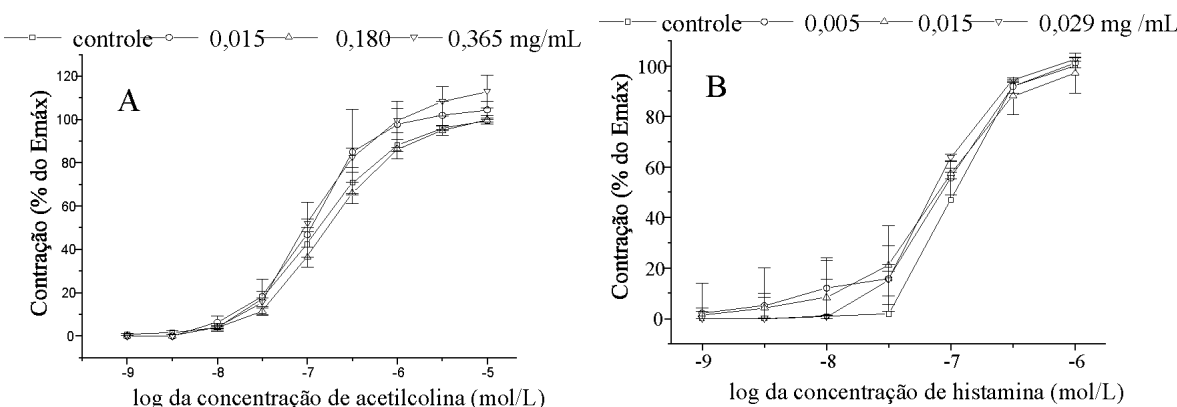 controle 0,015 0,180 0,365 mg/mL
A
Contração (% do Emáx)
120
100
80
60
40
20
0
-9 -8 -7 -6 -5
log da concentração de acetilcolina (mol/L)
controle 0,005 0,015 0,029 mg /mL
B
Contração (% do Emáx)
100
80
60
40
20
0
-9 -8 -7 -6
log da concentração de histamina (mol/L)